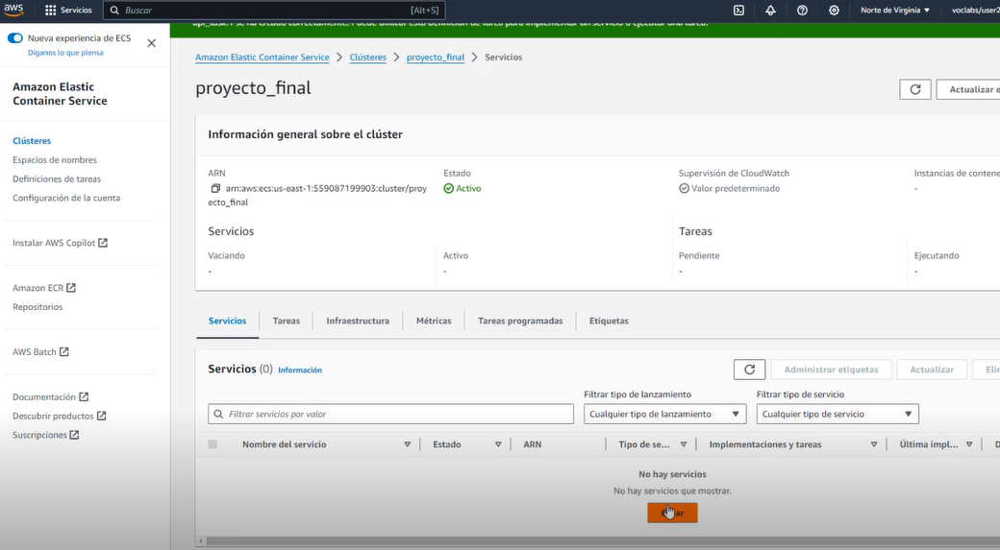 aws
Servicios
Buscar
[Alt+S]
Norte de Virginia
voclabs/user2
Nueva experiencia de ECS
Díganos lo que piensa
Amazon Elastic
Container Service
Clústeres
Espacios de nombres
Definiciones de tareas
Configuración de la cuenta
Instalar AWS Copilot
Amazon ECR
Repositorios
AWS Batch
Documentación
Descubrir productos
Suscripciones
se ha creado correctamente. Puede utilizar esta definición de tarea para implementar un servicio o ejecutar una tarea.
Amazon Elastic Container Service > Clústeres > proyecto_final > Servicios
proyecto_final
Actualizar
Información general sobre el clúster
ARN
arn:aws:ecs:us-east-1:559087199903:cluster/proy
ecto_final
Estado
Activo
Supervisión de CloudWatch
Valor predeterminado
Instancias de contene
-
Servicios
Vaciando
-
Activo
-
Tareas
Pendiente
-
Ejecutando
-
Servicios
Tareas
Infraestructura
Métricas
Tareas programadas
Etiquetas
Servicios (0) Información
Administrar etiquetas
Actualizar
Eli
Filtrar servicios por valor
Filtrar tipo de lanzamiento
Cualquier tipo de lanzamiento
Filtrar tipo de servicio
Cualquier tipo de servicio
Nombre del servicio
Estado
ARN
Tipo de se...
Implementaciones y tareas
Última impl...
D
No hay servicios
No hay servicios que mostrar.